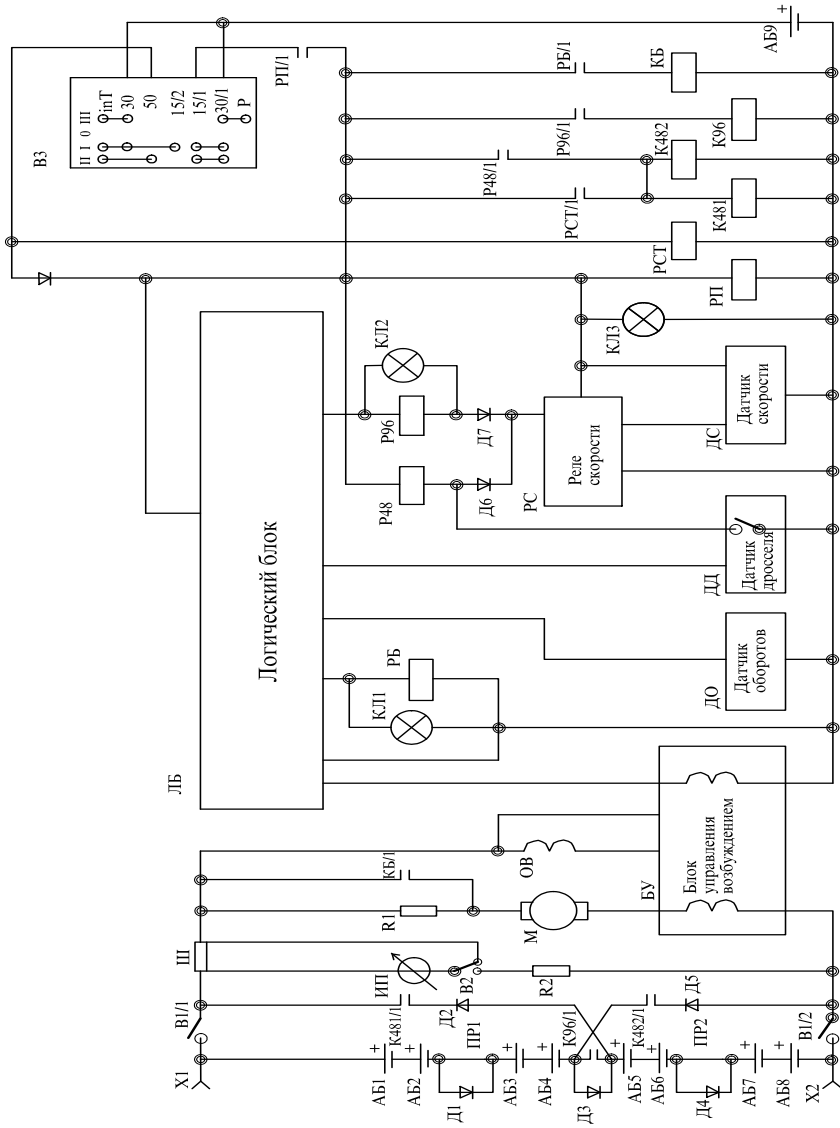 X1
В1/1
Ш
ИП
К481/1
Д2
ПР1
В2
К96/1
К482/1
R2
Д5
ПР2
В1/2
X2
АБ1
+
АБ2
+
Д1
АБ3
+
АБ4
+
Д3
АБ5
+
АБ6
+
Д4
АБ7
+
АБ8
+
R1
КБ/1
М
ОВ
БУ
Блок
управления
возбуждением
ЛБ
Логический блок
КЛ1
РБ
ДО
Датчик
оборотов
ДД
Датчик
дросселя
Р48
Р96
КЛ2
Д6
Д7
РС
Реле
скорости
ДС
Датчик
скорости
КЛ3
РП
РСТ
К481
К482
К96
КБ
РСТ/1
Р48/1
Р96/1
РБ/1
РП/1
В3
II I 0 III
inT
30
50
15/2
15/1
30/1
Р
АБ9
+